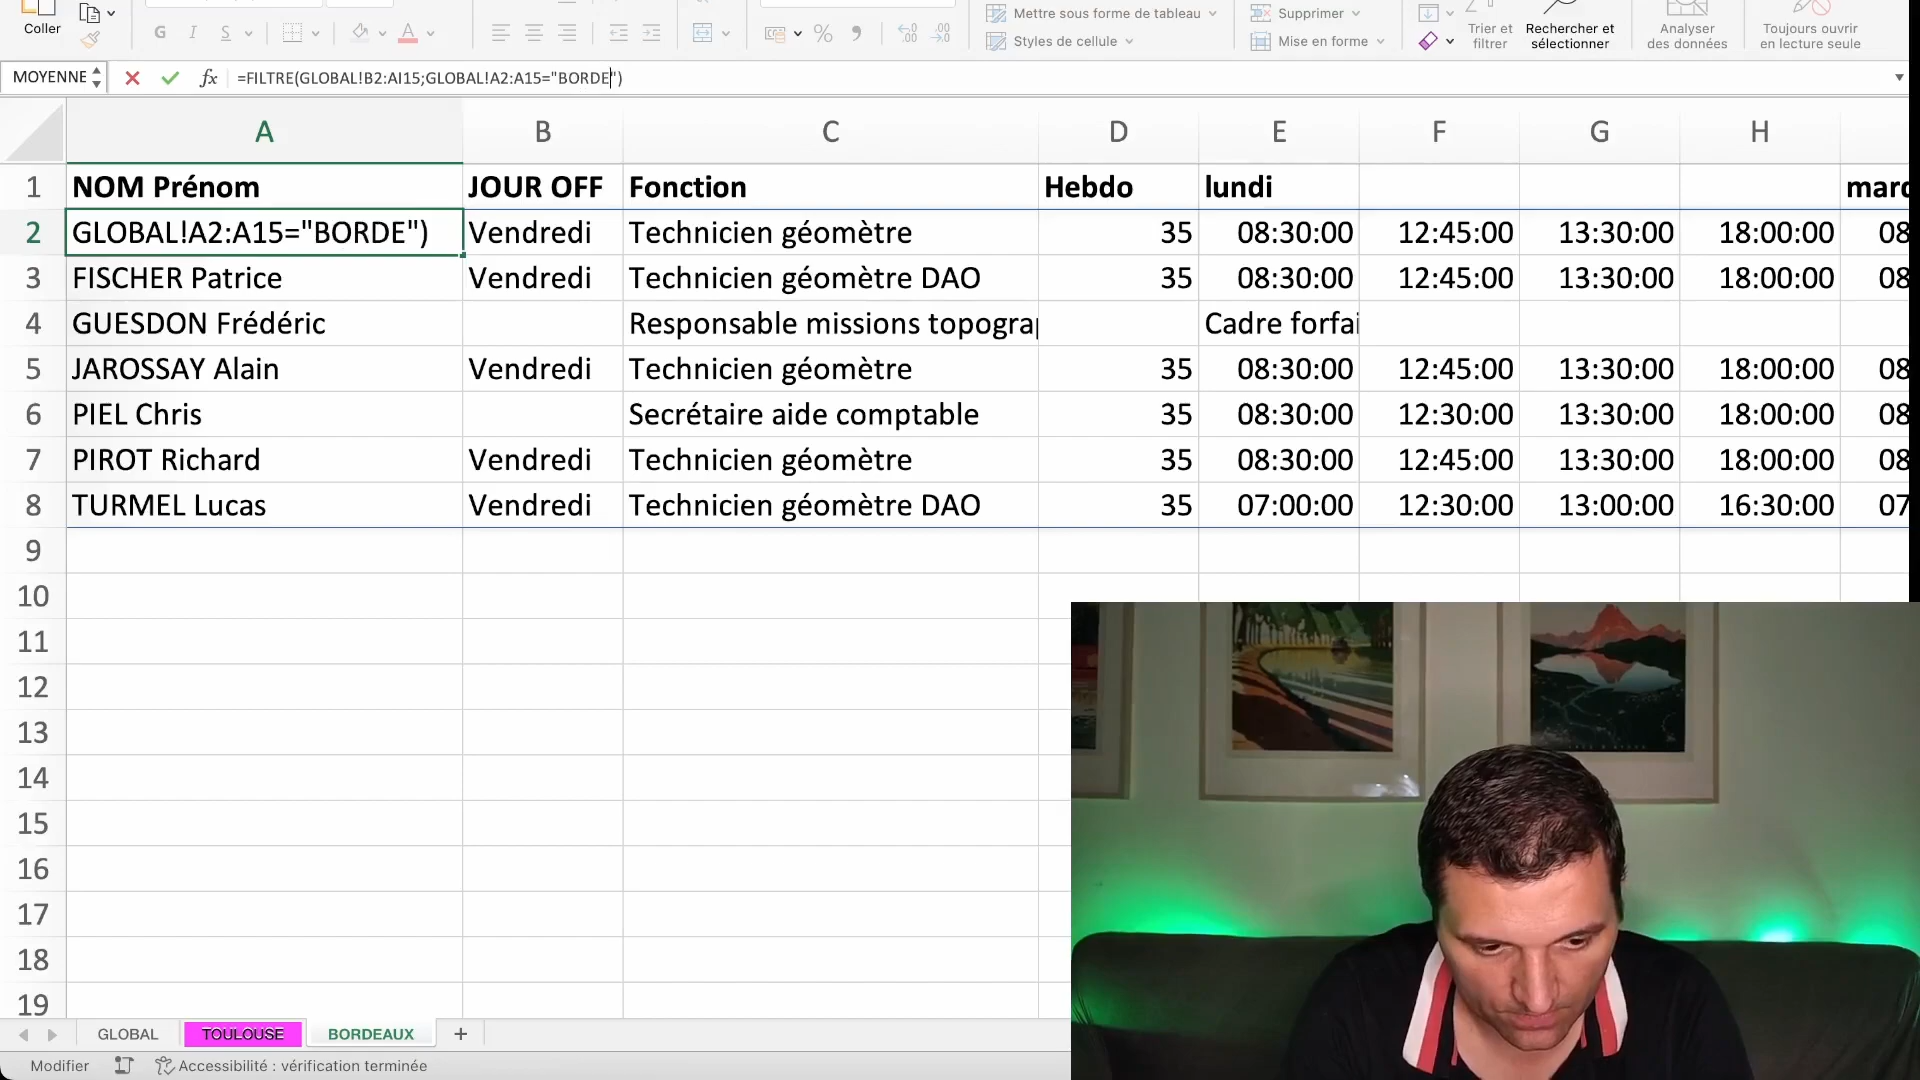 Mettre sous forme de tableau
Supprimer
Coller
G I S
A
%
Styles de cellule
Mise en forme
Trier et
filtrer
Rechercher et
sélectionner
Analyser
des données
Toujours ouvrir
en lecture seule
MOYENNE
fx
=FILTRE(GLOBAL!B2:AI15;GLOBAL!A2:A15="BORDE")
A B C D E F G H
1 NOM Prénom JOUR OFF Fonction Hebdo lundi
2 GLOBAL!A2:A15="BORDE") Vendredi Technicien géomètre 35 08:30:00 12:45:00 13:30:00 18:00:00 08
3 FISCHER Patrice Vendredi Technicien géomètre DAO 35 08:30:00 12:45:00 13:30:00 18:00:00 08
4 GUESDON Frédéric Responsable missions topogra Cadre forfai
5 JAROSSAY Alain Vendredi Technicien géomètre 35 08:30:00 12:45:00 13:30:00 18:00:00 08
6 PIEL Chris Secrétaire aide comptable 35 08:30:00 12:30:00 13:30:00 18:00:00 08
7 PIROT Richard Vendredi Technicien géomètre 35 08:30:00 12:45:00 13:30:00 18:00:00 08
8 TURMEL Lucas Vendredi Technicien géomètre DAO 35 07:00:00 12:30:00 13:00:00 16:30:00 07
9
10
11
12
13
14
15
16
17
18
19
GLOBAL TOULOUSE BORDEAUX +
Modifier Accessibilité : vérification terminée